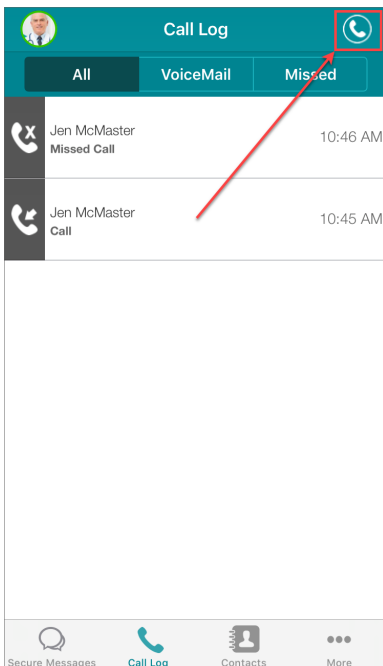 Call Log
All VoiceMail Missed
Jen McMaster
Missed Call
10:46 AM
Jen McMaster
Call
10:45 AM
Secure Messages Call Log Contacts More